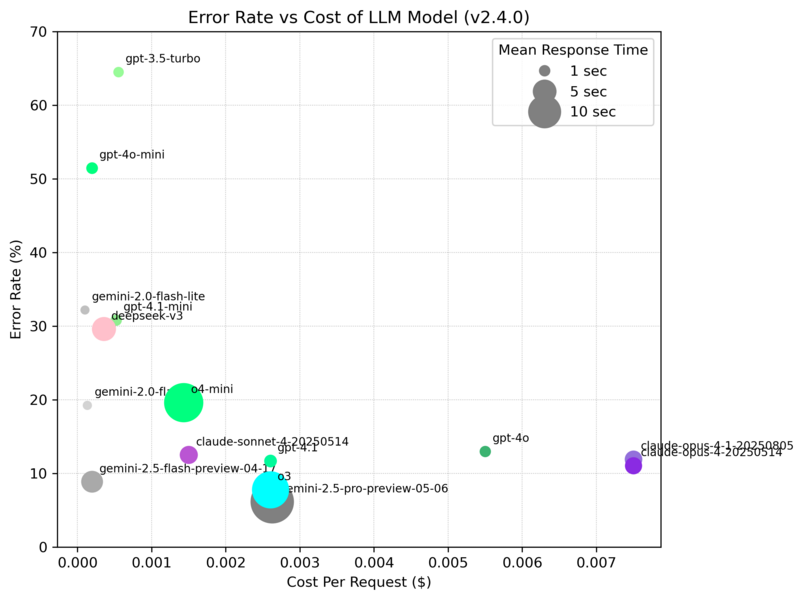 Error Rate vs Cost of LLM Model (v2.4.0)
Error Rate (%)
70
60
50
40
30
20
10
0
Mean Response Time
1 sec
5 sec
10 sec
gpt-3.5-turbo
gpt-4o-mini
gemini-2.0-flash-lite
gpt-4.1-mini
deepseek-v3
gemini-2.0-fl
o4-mini
claude-sonnet-4-20250514
gpt-4.1
gpt-4o
claude-opus-4-1-20250805
claude-opus-4-20250514
gemini-2.5-flash-preview-04-17
o3
emini-2.5-pro-preview-05-06
0.000 0.001 0.002 0.003 0.004 0.005 0.006 0.007
Cost Per Request ($)